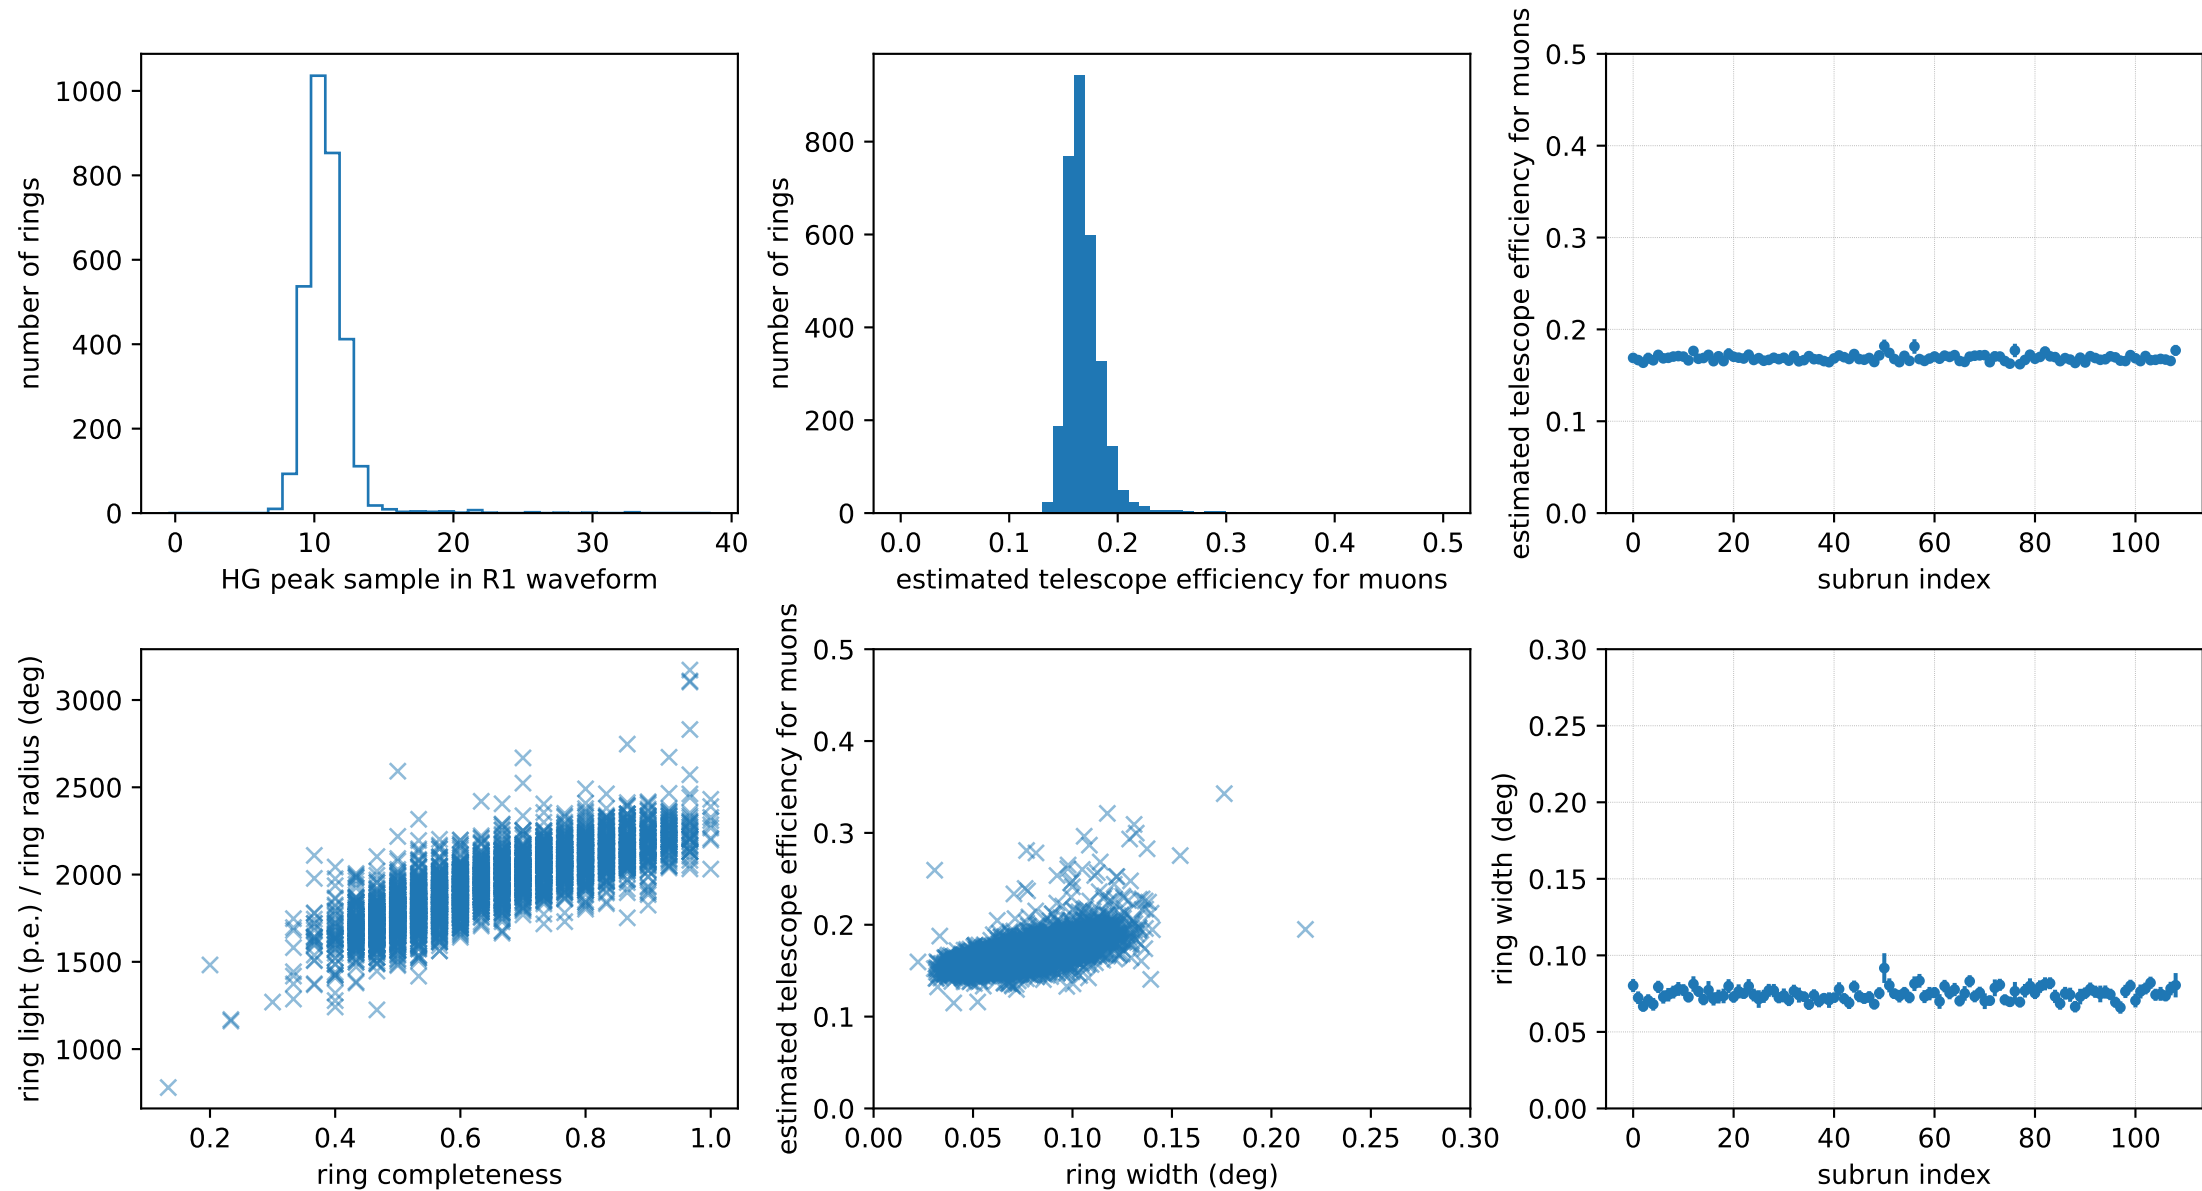 number of rings
1000
800
600
400
200
0
0 10 20 30 40
HG peak sample in R1 waveform
number of rings
800
600
400
200
0
0.0 0.1 0.2 0.3 0.4 0.5
estimated telescope efficiency for muons
estimated telescope efficiency for muons
0.5
0.4
0.3
0.2
0.1
0.0
0 20 40 60 80 100
subrun index
ring light (p.e.) / ring radius (deg)
3000
2500
2000
1500
1000
0.2 0.4 0.6 0.8 1.0
ring completeness
estimated telescope efficiency for muons
0.5
0.4
0.3
0.2
0.1
0.0
0.00 0.05 0.10 0.15 0.20 0.25 0.30
ring width (deg)
ring width (deg)
0.30
0.25
0.20
0.15
0.10
0.05
0.00
0 20 40 60 80 100
subrun index